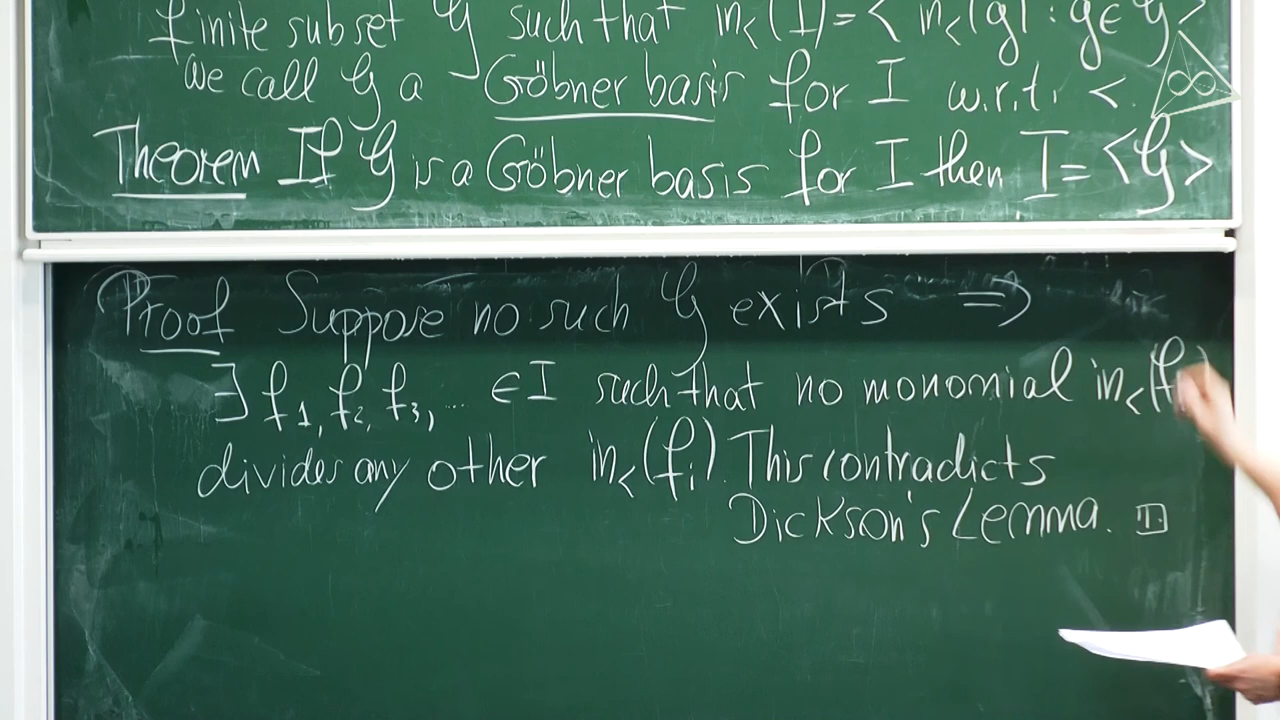 finite subset G such that in<(I) = < in<(g) : g ∈ G >
We call G a Gröbner basis for I w.r.t. <.
Theorem If G is a Gröbner basis for I then I = <G>
Proof Suppose no such G exists ⇒
∃ f₁, f₂, f₃, ... ∈ I such that no monomial in<(f
divides any other in<(fᵢ). This contradicts
Dickson's Lemma. □